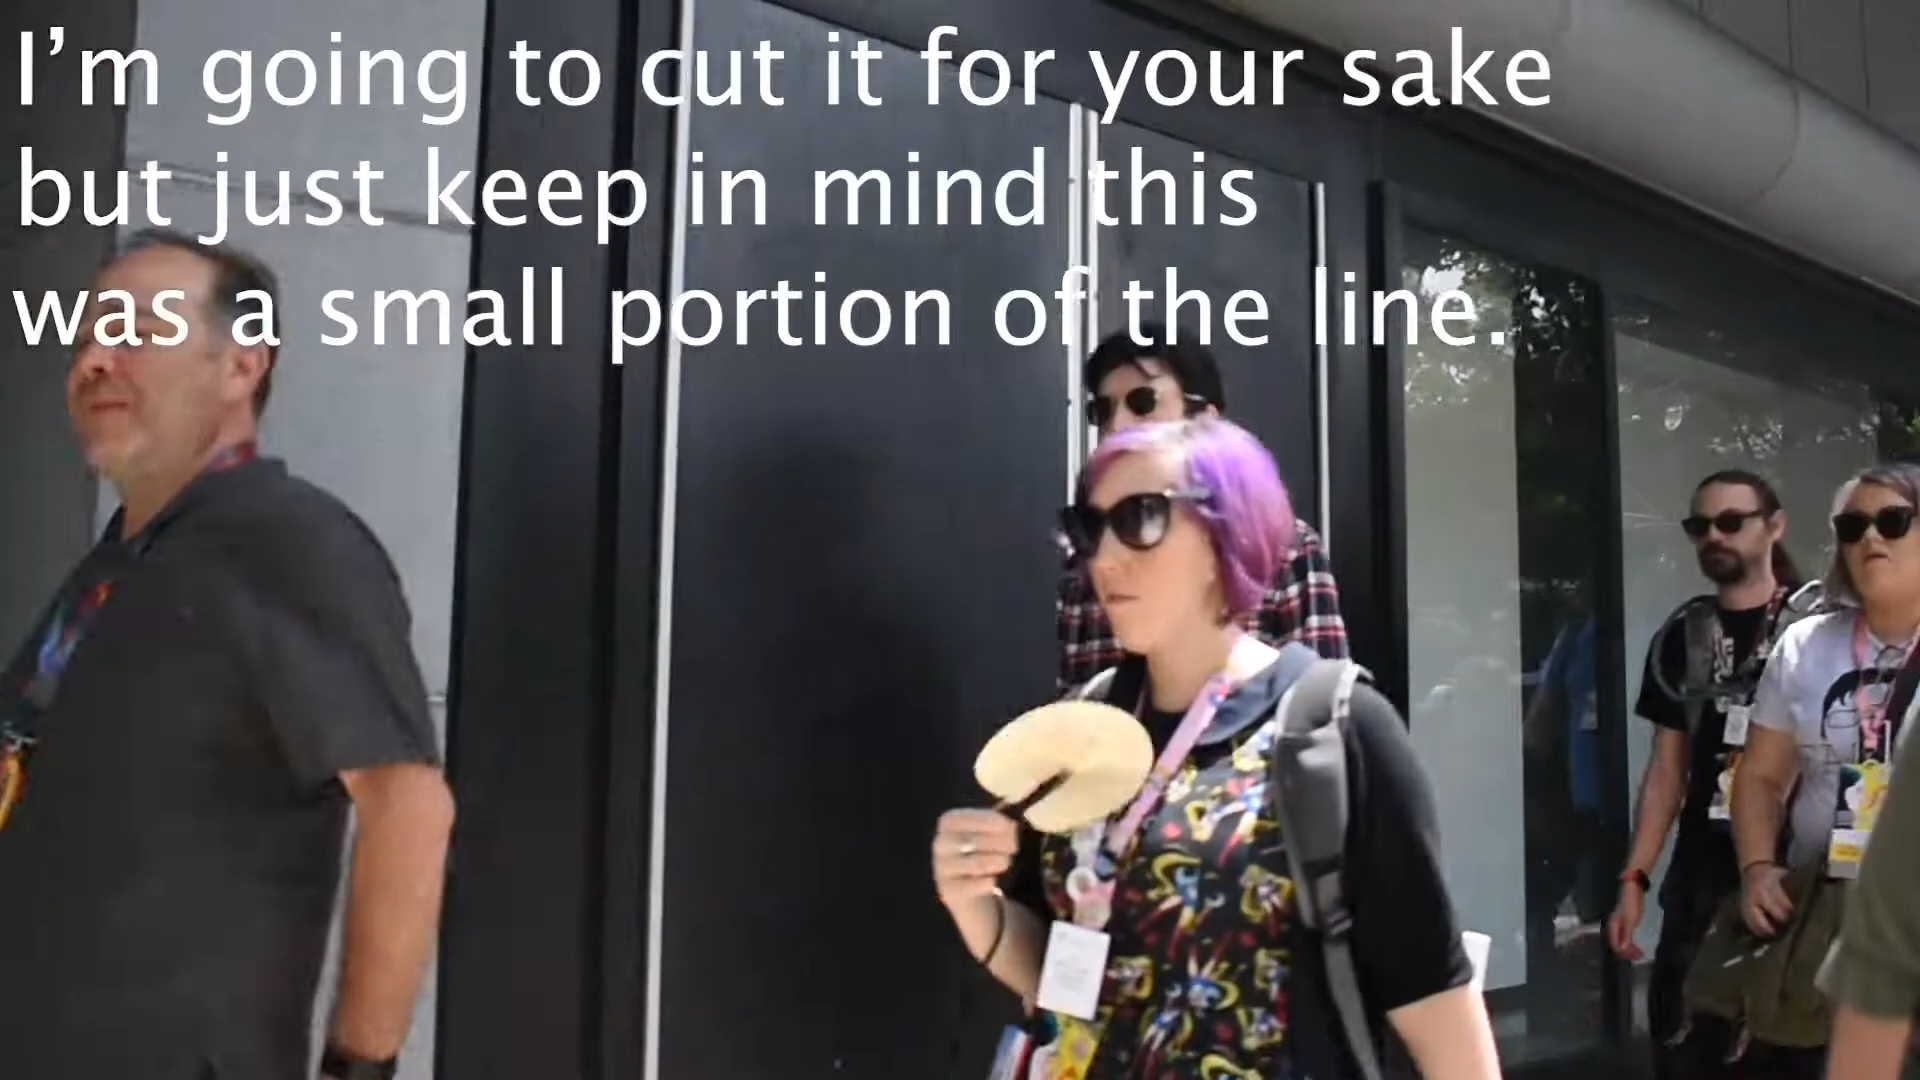 I’m going to cut it for your sake
but just keep in mind this
was a small portion of the line.